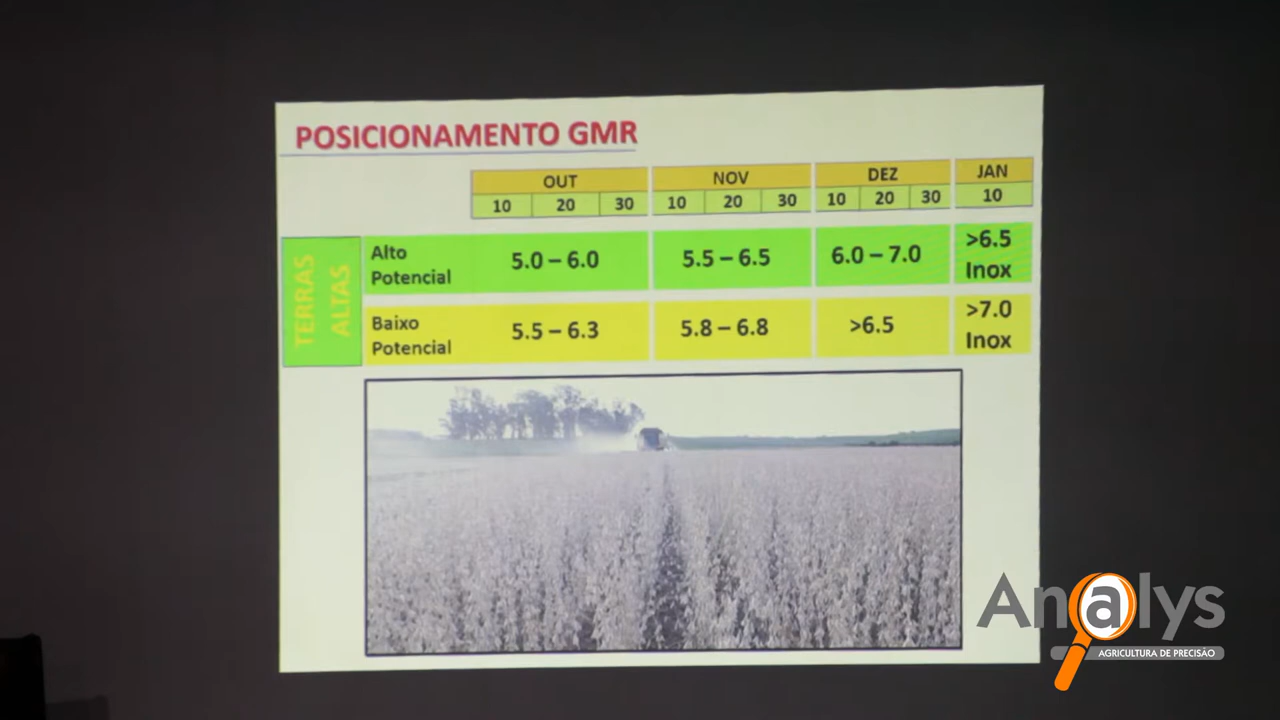 POSICIONAMENTO GMR
OUT NOV DEZ JAN
10 20 30 10 20 30 10 20 30 10
TERRAS
ALTAS
Alto
Potencial
5.0 – 6.0
5.5 – 6.5
6.0 – 7.0
>6.5
Inox
Baixo
Potencial
5.5 – 6.3
5.8 – 6.8
>6.5
>7.0
Inox
Analys
AGRICULTURA DE PRECISÃO